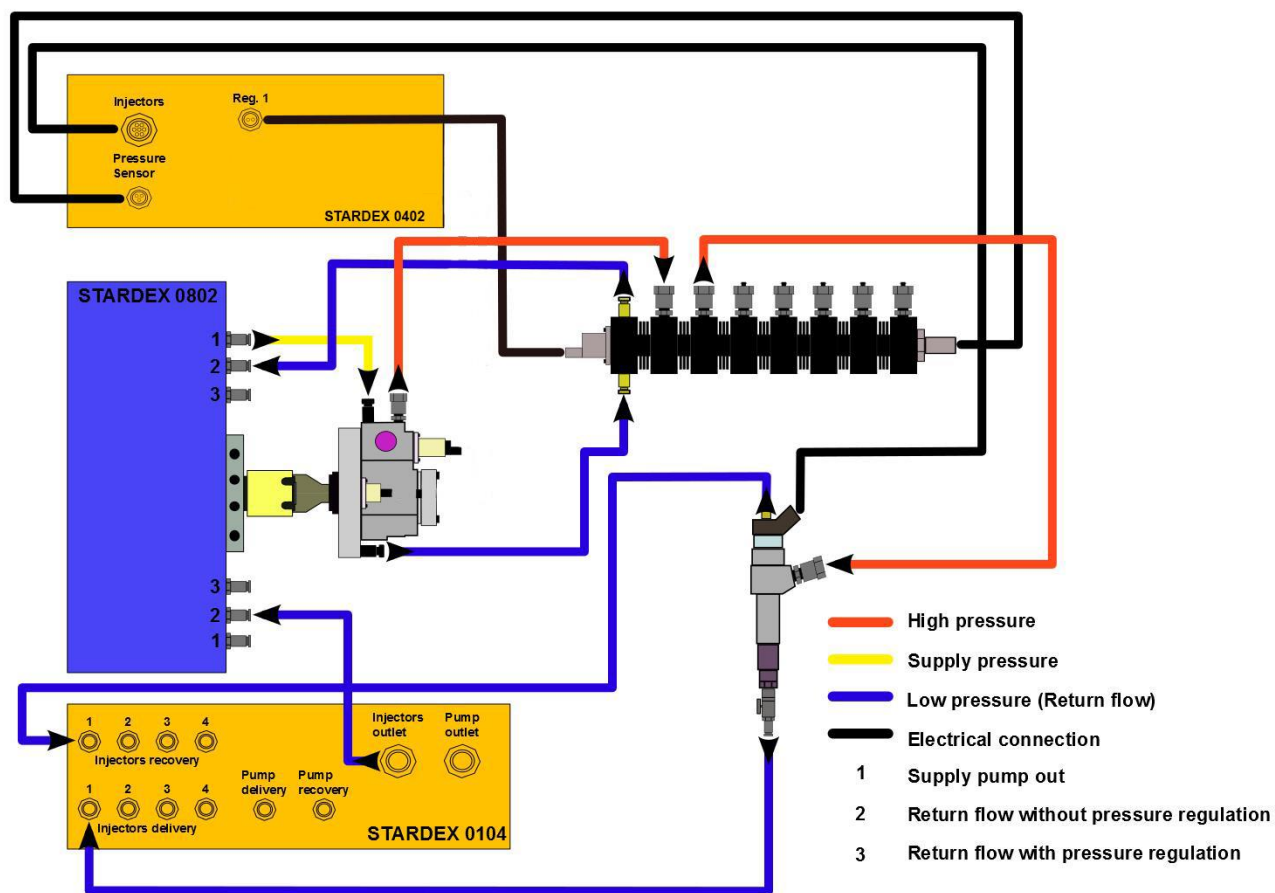 Injectors
Reg. 1
Pressure
Sensor
STARDEX 0402
STARDEX 0802
1
2
3
3
2
1
1 2 3 4
Injectors recovery
Injectors
outlet
Pump
outlet
Pump
delivery
Pump
recovery
1 2 3 4
Injectors delivery
STARDEX 0104
High pressure
Supply pressure
Low pressure (Return flow)
Electrical connection
1 Supply pump out
2 Return flow without pressure regulation
3 Return flow with pressure regulation